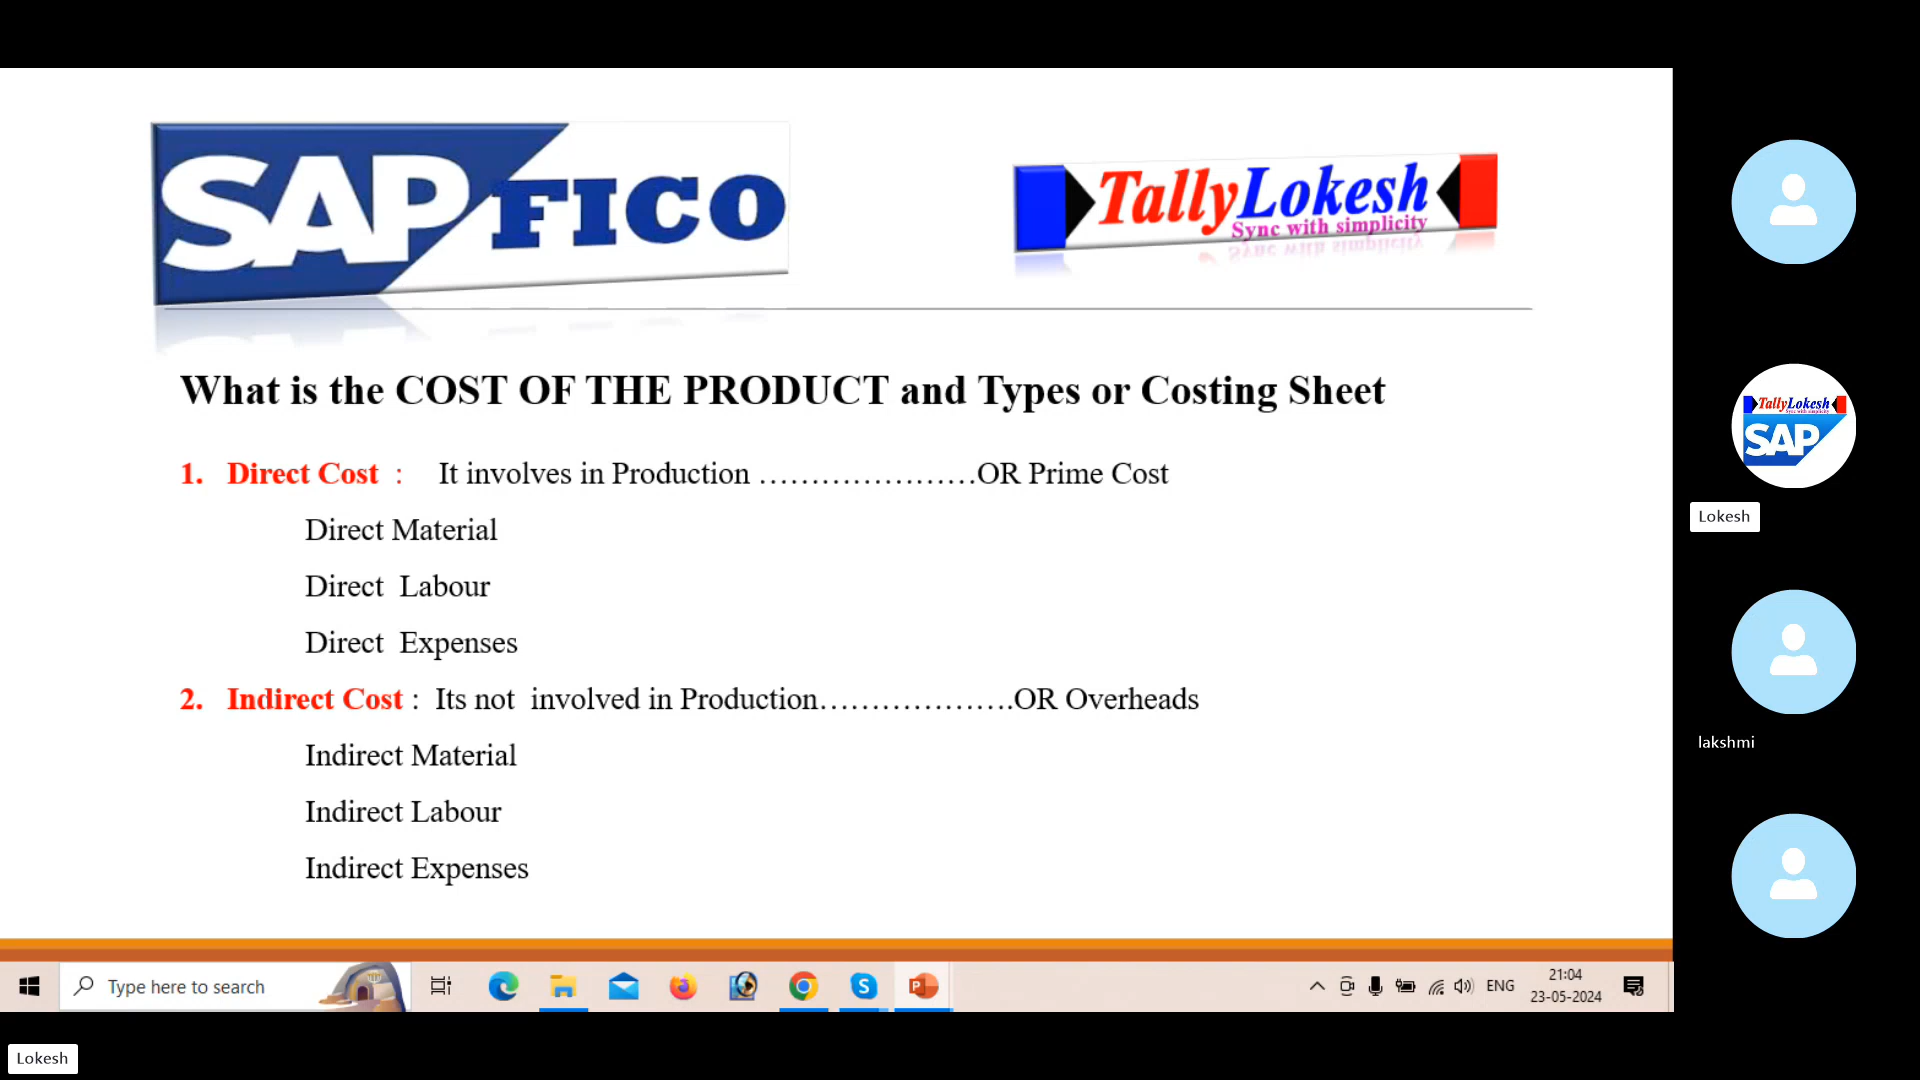 SAP FICO
TallyLokesh
Sync with simplicity
What is the COST OF THE PRODUCT and Types or Costing Sheet
1. Direct Cost : It involves in Production …………………OR Prime Cost
Direct Material
Direct Labour
Direct Expenses
2. Indirect Cost : Its not involved in Production……………….OR Overheads
Indirect Material
Indirect Labour
Indirect Expenses
TallyLokesh
SAP
Lokesh
lakshmi
Type here to search
ENG
21:04
23-05-2024
Lokesh